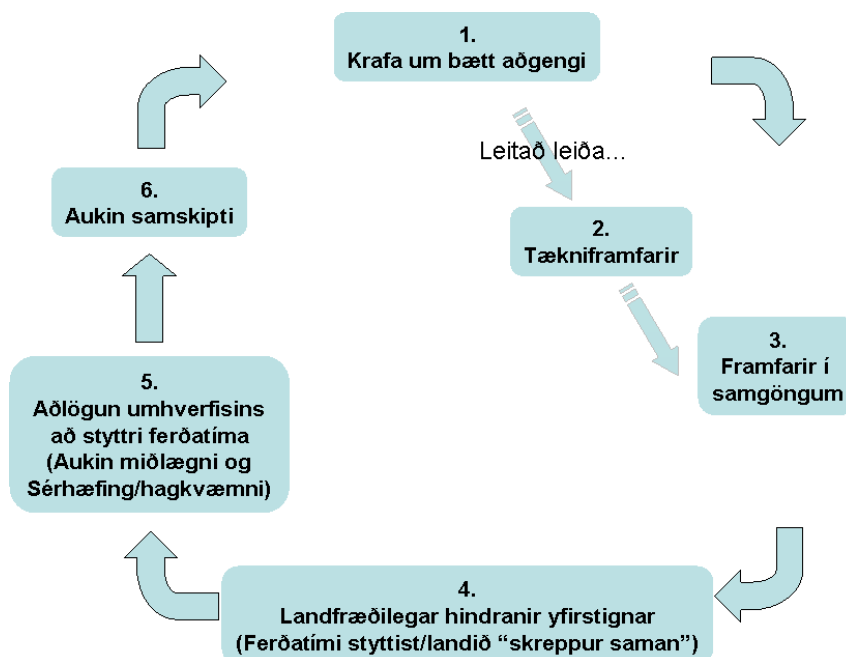 1.
Krafa um bætt aðgengi
Leitað leiða...
2.
Tækniframfarir
3.
Framfarir í
samgöngum
4.
Landfræðilegar hindranir yfirstignar
(Ferðatími styttist/landið “skreppur saman”)
5.
Aðlögun umhverfisins
að styttri ferðatíma
(Aukin miðlægni og
Sérhæfing/hagkvæmni)
6.
Aukin samskipti